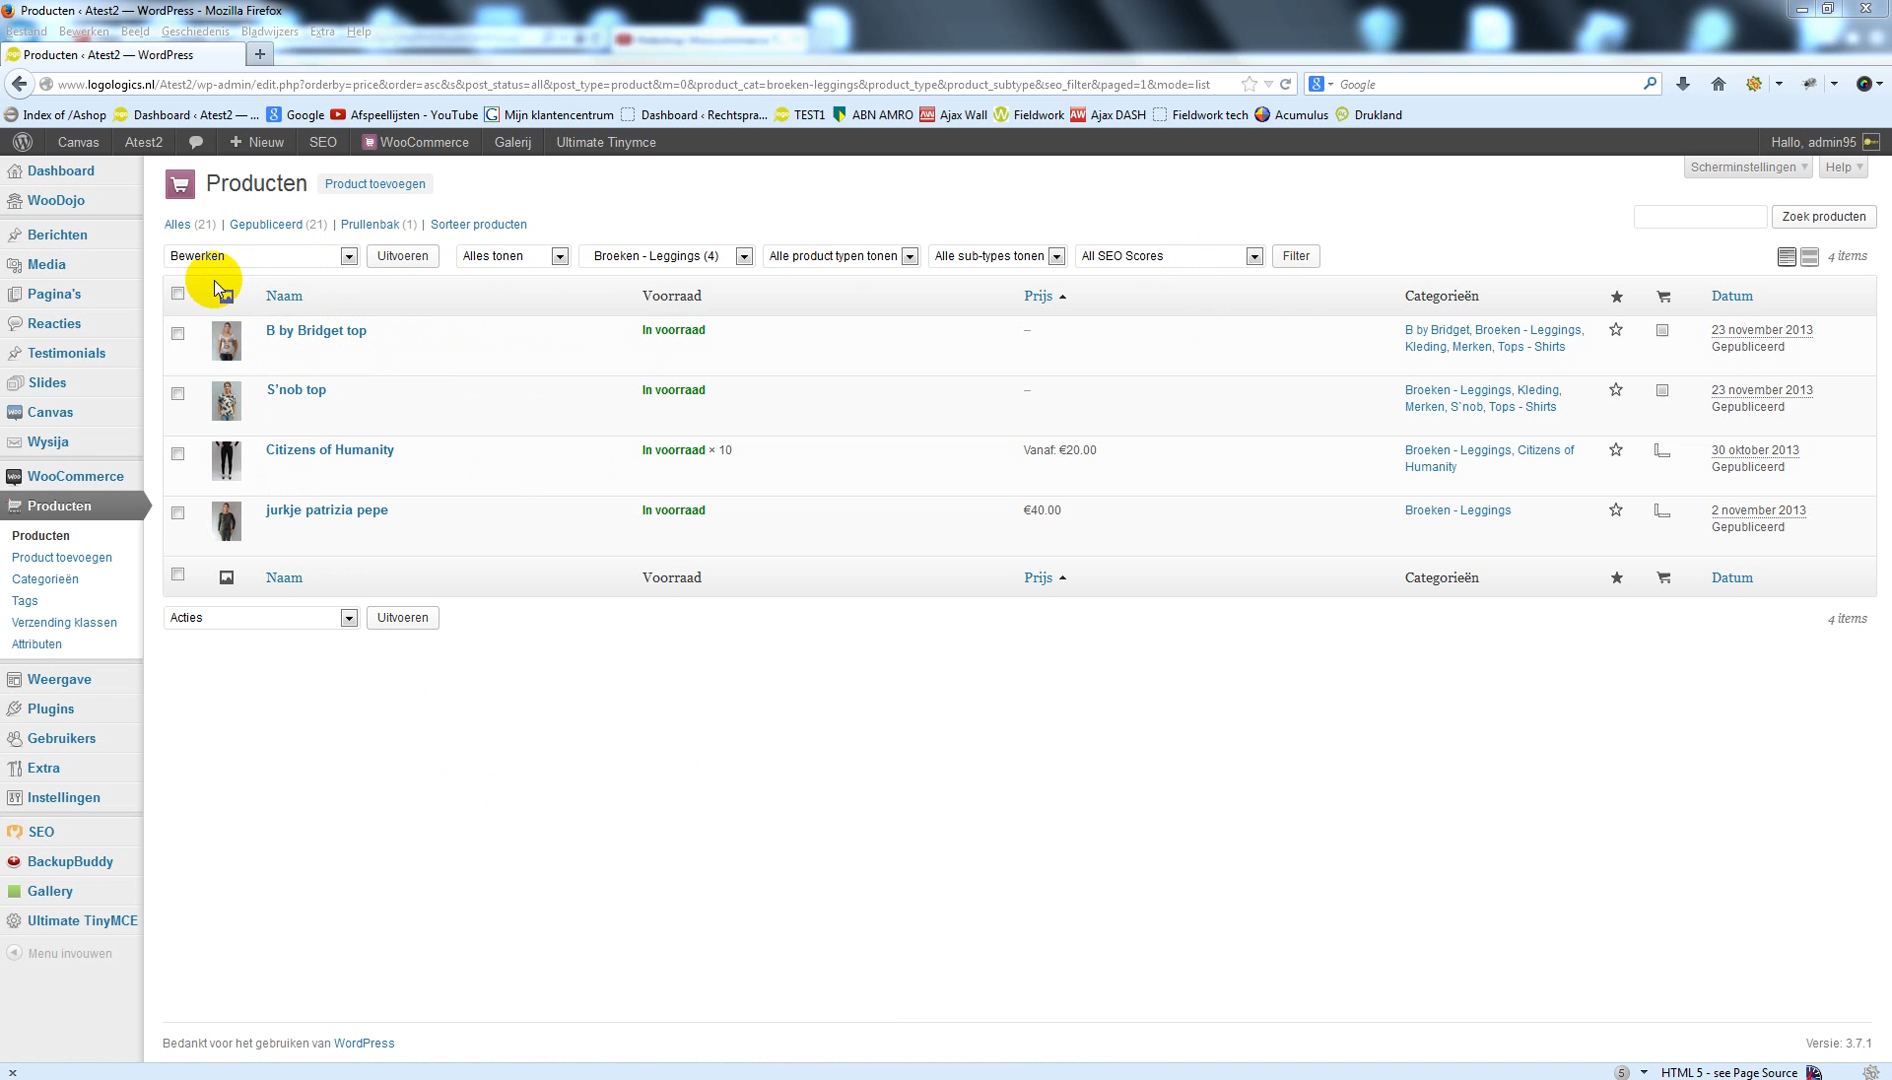 Producten ‹ Atest2 — WordPress - Mozilla Firefox
Bestand Bewerken Beeld Geschiedenis Bladwijzers Extra Help
Producten ‹ Atest2 — WordPress +
www.logologics.nl/Atest2/wp-admin/edit.php?orderby=price&order=asc&s&post_status=all&post_type=product&m=0&product_cat=broeken-leggings&product_type&product_subtype&seo_filter&paged=1&mode=list Google
Index of /Ashop Dashboard ‹ Atest2 — ... Google Afspeellijsten - YouTube Mijn klantencentrum Dashboard ‹ Rechtspra... TEST1 ABN AMRO Ajax Wall Fieldwork Ajax DASH Fieldwork tech Acumulus Drukland
Canvas Atest2 + Nieuw SEO WooCommerce Galerij Ultimate Tinymce Hallo, admin95
Scherminstellingen Help
Producten Product toevoegen
Alles (21) | Gepubliceerd (21) | Prullenbak (1) | Sorteer producten
Zoek producten
Bewerken Uitvoeren Alles tonen Broeken - Leggings (4) Alle product typen tonen Alle sub-types tonen All SEO Scores Filter 4 items
Naam Voorraad Prijs Categorieën Datum
B by Bridget top In voorraad – B by Bridget, Broeken - Leggings, 23 november 2013
Kleding, Merken, Tops - Shirts Gepubliceerd
S'nob top In voorraad – Broeken - Leggings, Kleding, 23 november 2013
Merken, S`nob, Tops - Shirts Gepubliceerd
Citizens of Humanity In voorraad × 10 Vanaf: €20.00 Broeken - Leggings, Citizens of 30 oktober 2013
Humanity Gepubliceerd
jurkje patrizia pepe In voorraad €40.00 Broeken - Leggings 2 november 2013
Gepubliceerd
Naam Voorraad Prijs Categorieën Datum
Acties Uitvoeren 4 items
Dashboard
WooDojo
Berichten
Media
Pagina's
Reacties
Testimonials
Slides
Canvas
Wysija
WooCommerce
Producten
Producten
Product toevoegen
Categorieën
Tags
Verzending klassen
Attributen
Weergave
Plugins
Gebruikers
Extra
Instellingen
SEO
BackupBuddy
Gallery
Ultimate TinyMCE
Menu invouwen
Bedankt voor het gebruiken van WordPress Versie: 3.7.1
x 5 HTML 5 - see Page Source